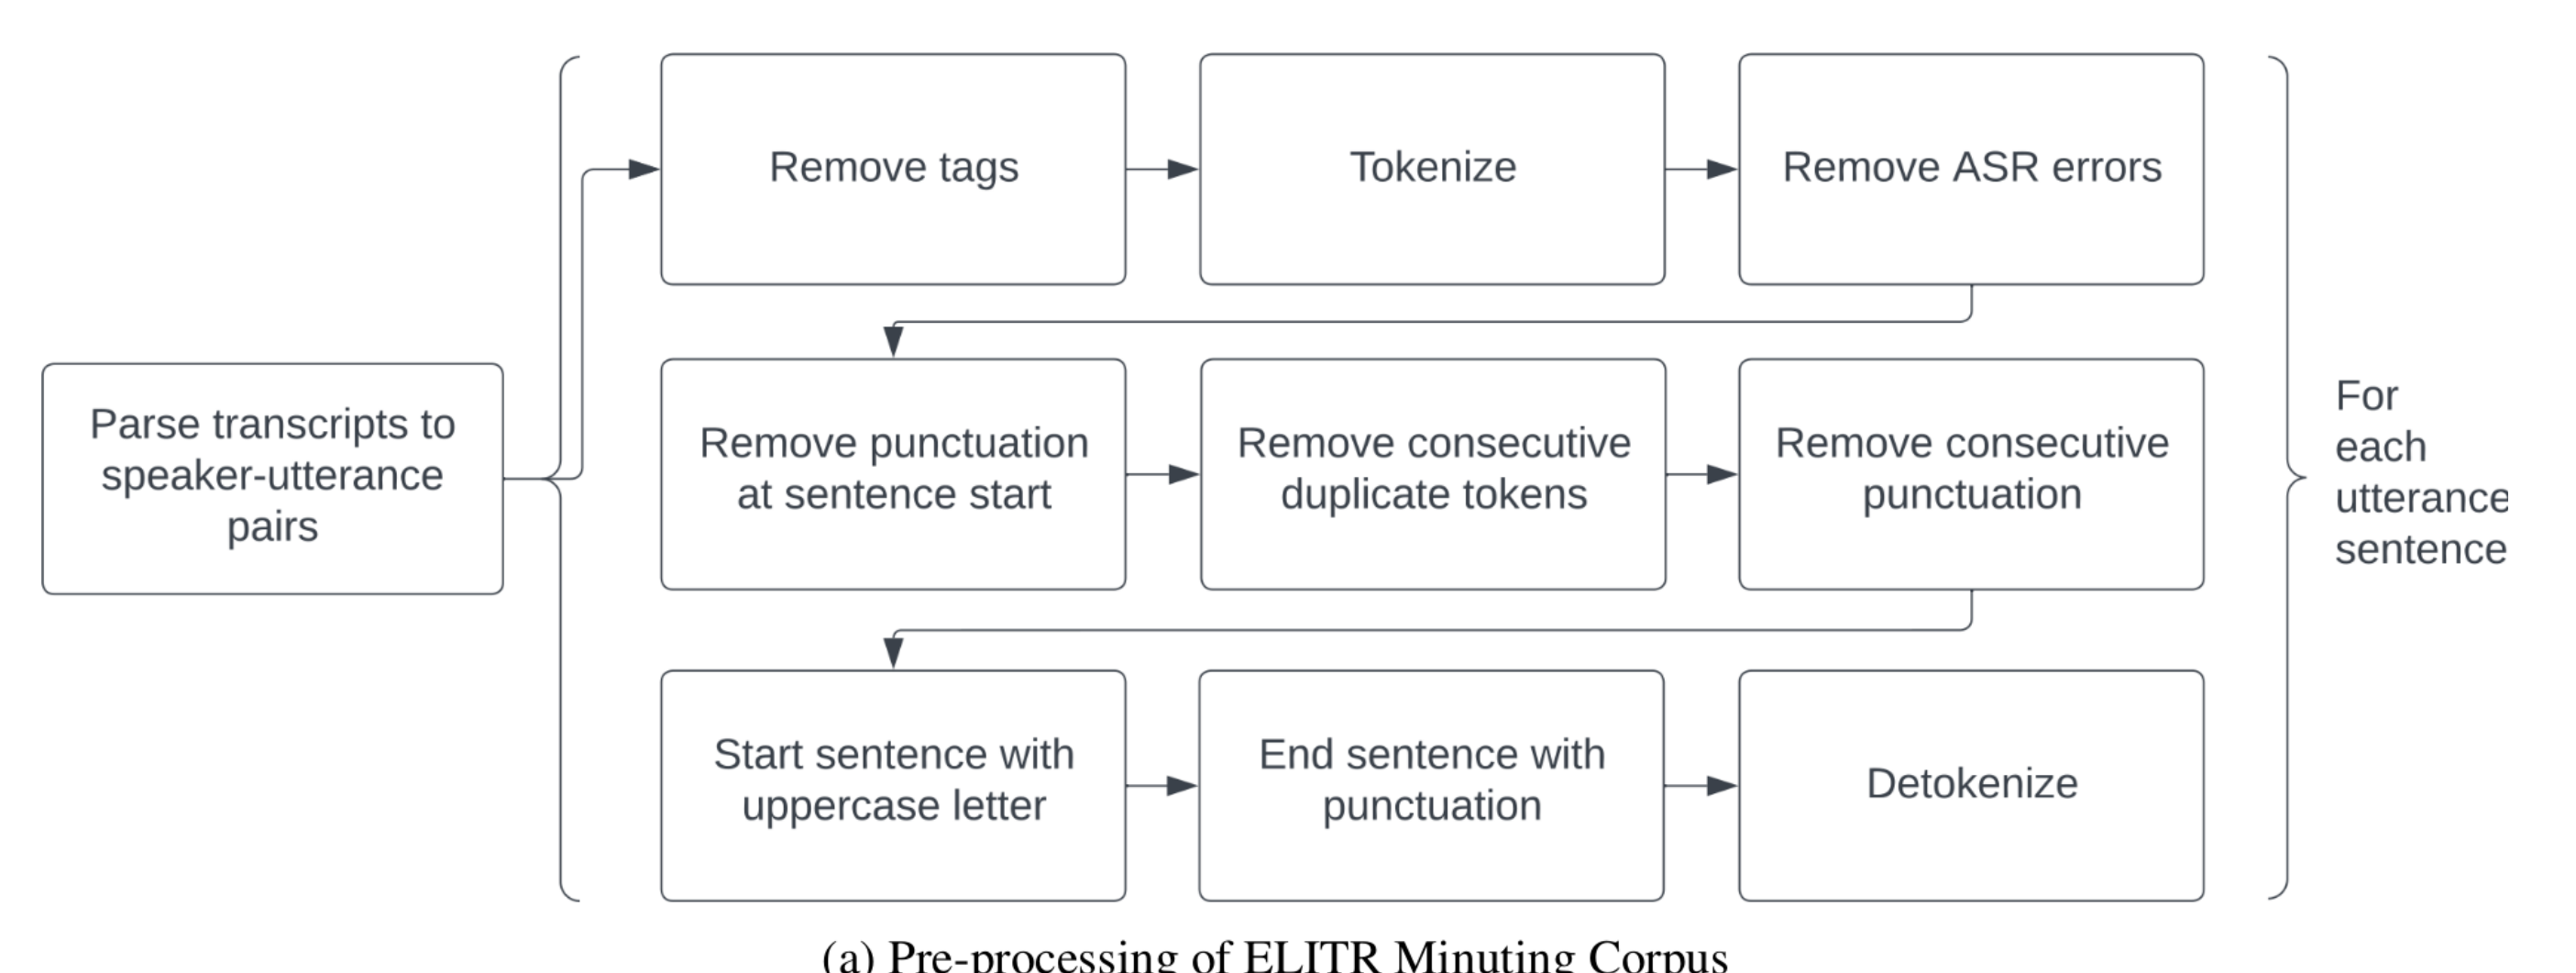 Remove tags
Tokenize
Remove ASR errors
Parse transcripts to
speaker-utterance
pairs
Remove punctuation
at sentence start
Remove consecutive
duplicate tokens
Remove consecutive
punctuation
For
each
utterance
sentence
Start sentence with
uppercase letter
End sentence with
punctuation
Detokenize
(a) Pre-processing of ELITR Minuting Corpus